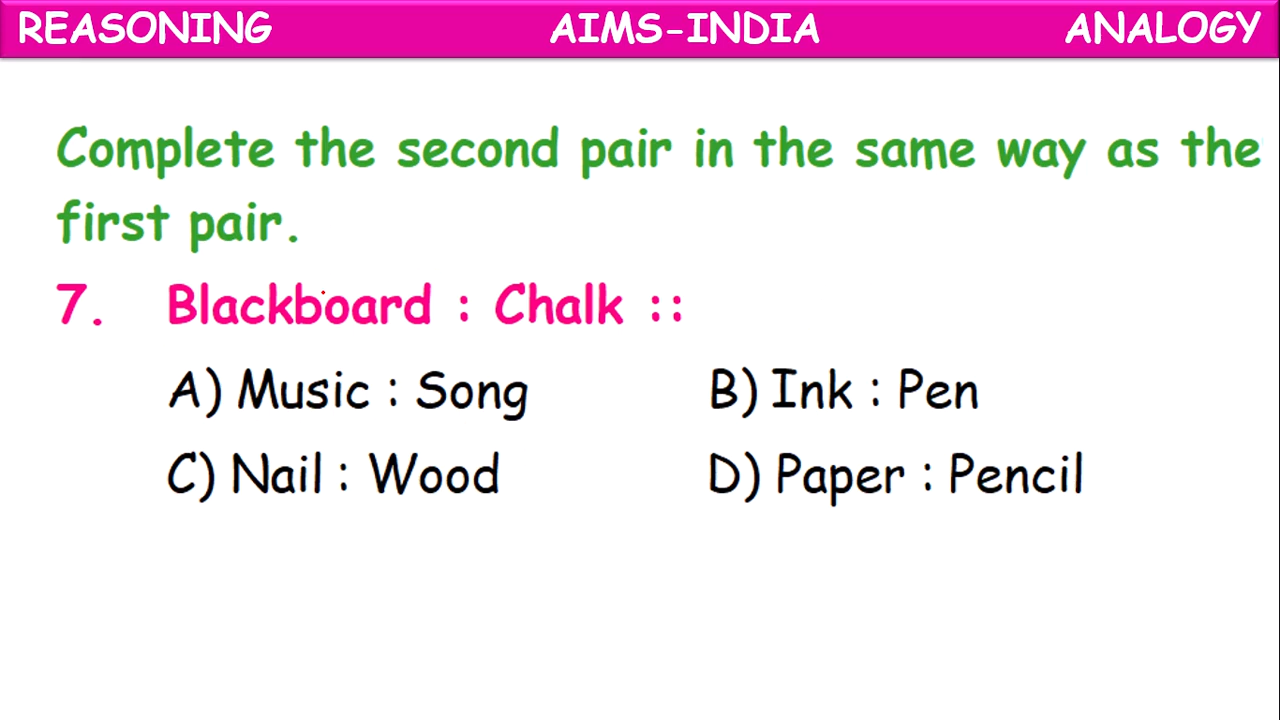 REASONING AIMS-INDIA ANALOGY
Complete the second pair in the same way as the
first pair.
7. Blackboard : Chalk ::
A) Music : Song B) Ink : Pen
C) Nail : Wood D) Paper : Pencil